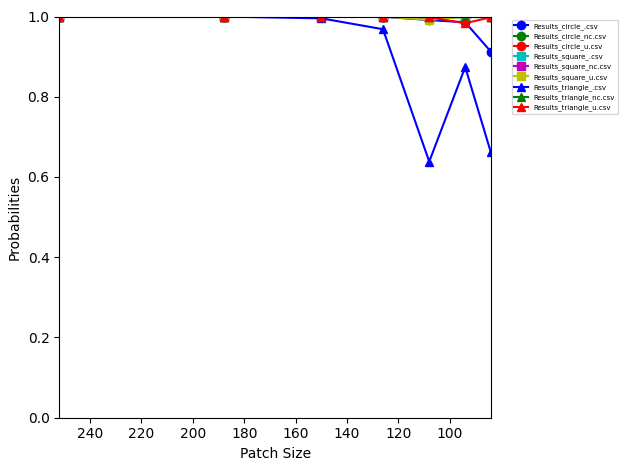 1.0
0.8
0.6
0.4
0.2
0.0
Probabilities
240 220 200 180 160 140 120 100
Patch Size
Results_circle_.csv
Results_circle_nc.csv
Results_circle_u.csv
Results_square_.csv
Results_square_nc.csv
Results_square_u.csv
Results_triangle_.csv
Results_triangle_nc.csv
Results_triangle_u.csv